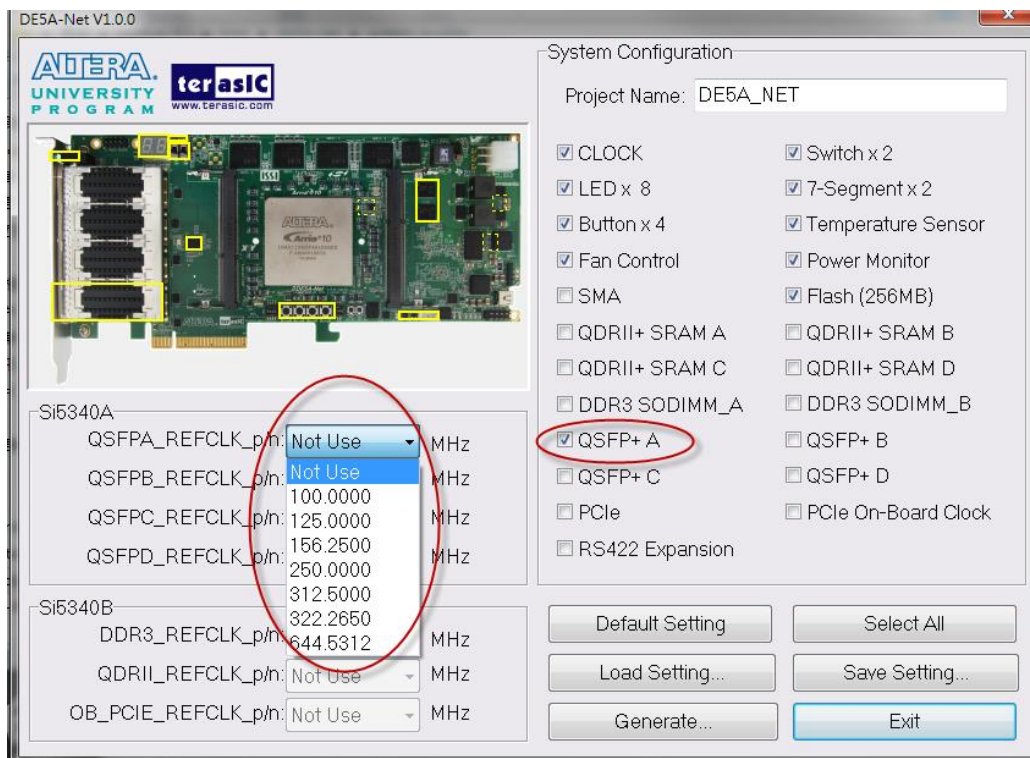 DE5A-Net V1.0.0
ALTERA.
UNIVERSITY
PROGRAM
terasIC
www.terasic.com
ISSI
ALTERA
Arria 10
Si5340A
QSFPA_REFCLK_p/n: Not Use MHz
Not Use
100.0000
125.0000
156.2500
250.0000
312.5000
322.2650
644.5312
QSFPB_REFCLK_p/n: MHz
QSFPC_REFCLK_p/n: MHz
QSFPD_REFCLK_p/n: MHz
Si5340B
DDR3_REFCLK_p/n: MHz
QDRII_REFCLK_p/n: Not Use MHz
OB_PCIE_REFCLK_p/n: Not Use MHz
System Configuration
Project Name: DE5A_NET
CLOCK Switch x 2
LED x 8 7-Segment x 2
Button x 4 Temperature Sensor
Fan Control Power Monitor
SMA Flash (256MB)
QDRII+ SRAM A QDRII+ SRAM B
QDRII+ SRAM C QDRII+ SRAM D
DDR3 SODIMM_A DDR3 SODIMM_B
QSFP+ A QSFP+ B
QSFP+ C QSFP+ D
PCIe PCIe On-Board Clock
RS422 Expansion
Default Setting Select All
Load Setting... Save Setting...
Generate... Exit